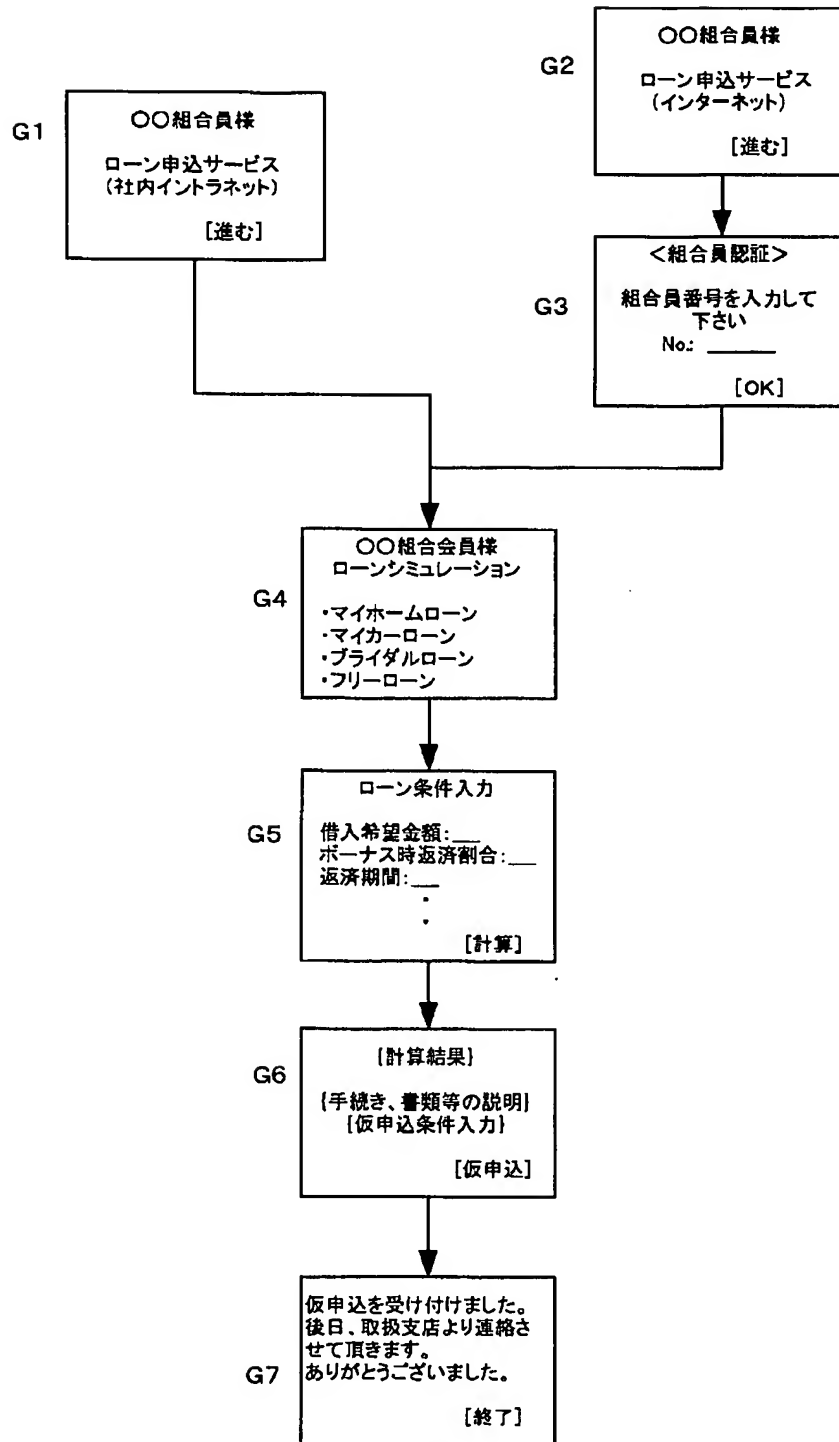 G1
〇〇組合員様
ローン申込サービス
(社内イントラネット)
[進む]
G2
〇〇組合員様
ローン申込サービス
(インターネット)
[進む]
G3
<組合員認証>
組合員番号を入力して
下さい
No.: _____
[OK]
G4
〇〇組合会員様
ローンシミュレーション
・マイホームローン
・マイカーローン
・ブライダルローン
・フリーローン
G5
ローン条件入力
借入希望金額:__
ボーナス時返済割合:__
返済期間:__
・
・
[計算]
G6
{計算結果}
{手続き、書類等の説明}
{仮申込条件入力}
[仮申込]
G7
仮申込を受け付けました。
後日、取扱支店より連絡さ
せて頂きます。
ありがとうございました。
[終了]